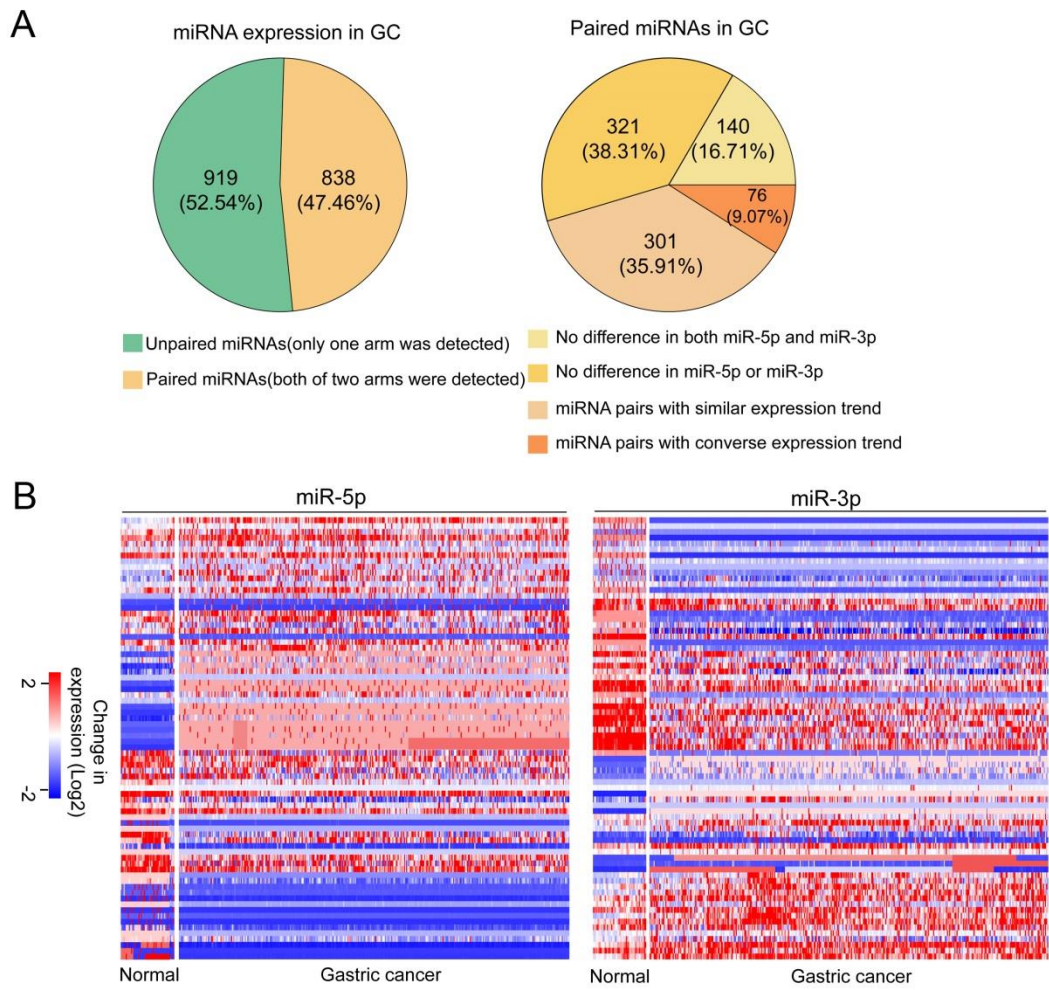 A
miRNA expression in GC
919
(52.54%)
838
(47.46%)
Unpaired miRNAs(only one arm was detected)
Paired miRNAs(both of two arms were detected)
Paired miRNAs in GC
321
(38.31%)
140
(16.71%)
76
(9.07%)
301
(35.91%)
No difference in both miR-5p and miR-3p
No difference in miR-5p or miR-3p
miRNA pairs with similar expression trend
miRNA pairs with converse expression trend
B
miR-5p
miR-3p
2
-2
Change in
expression (Log2)
Normal
Gastric cancer
Normal
Gastric cancer